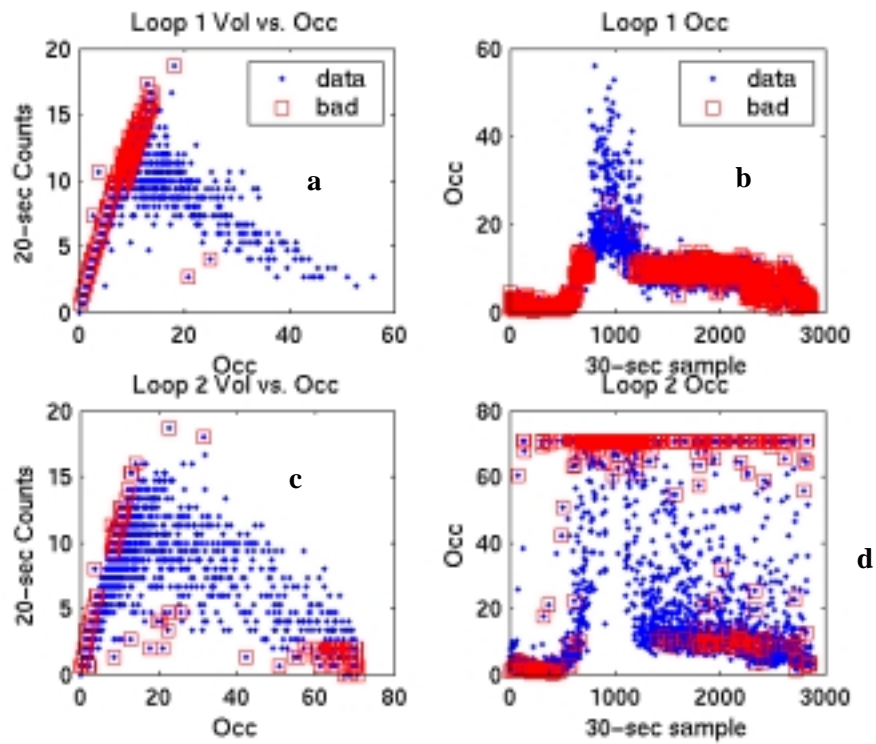 Loop 1 Vol vs. Occ
20
15
10
5
0
20-sec Counts
data
bad
a
0
20
40
60
Occ
Loop 1 Occ
60
40
20
0
Occ
data
bad
b
0
1000
2000
3000
30-sec sample
Loop 2 Vol vs. Occ
20
15
10
5
0
20-sec Counts
c
0
20
40
60
80
Occ
Loop 2 Occ
80
60
40
20
0
Occ
d
0
1000
2000
3000
30-sec sample